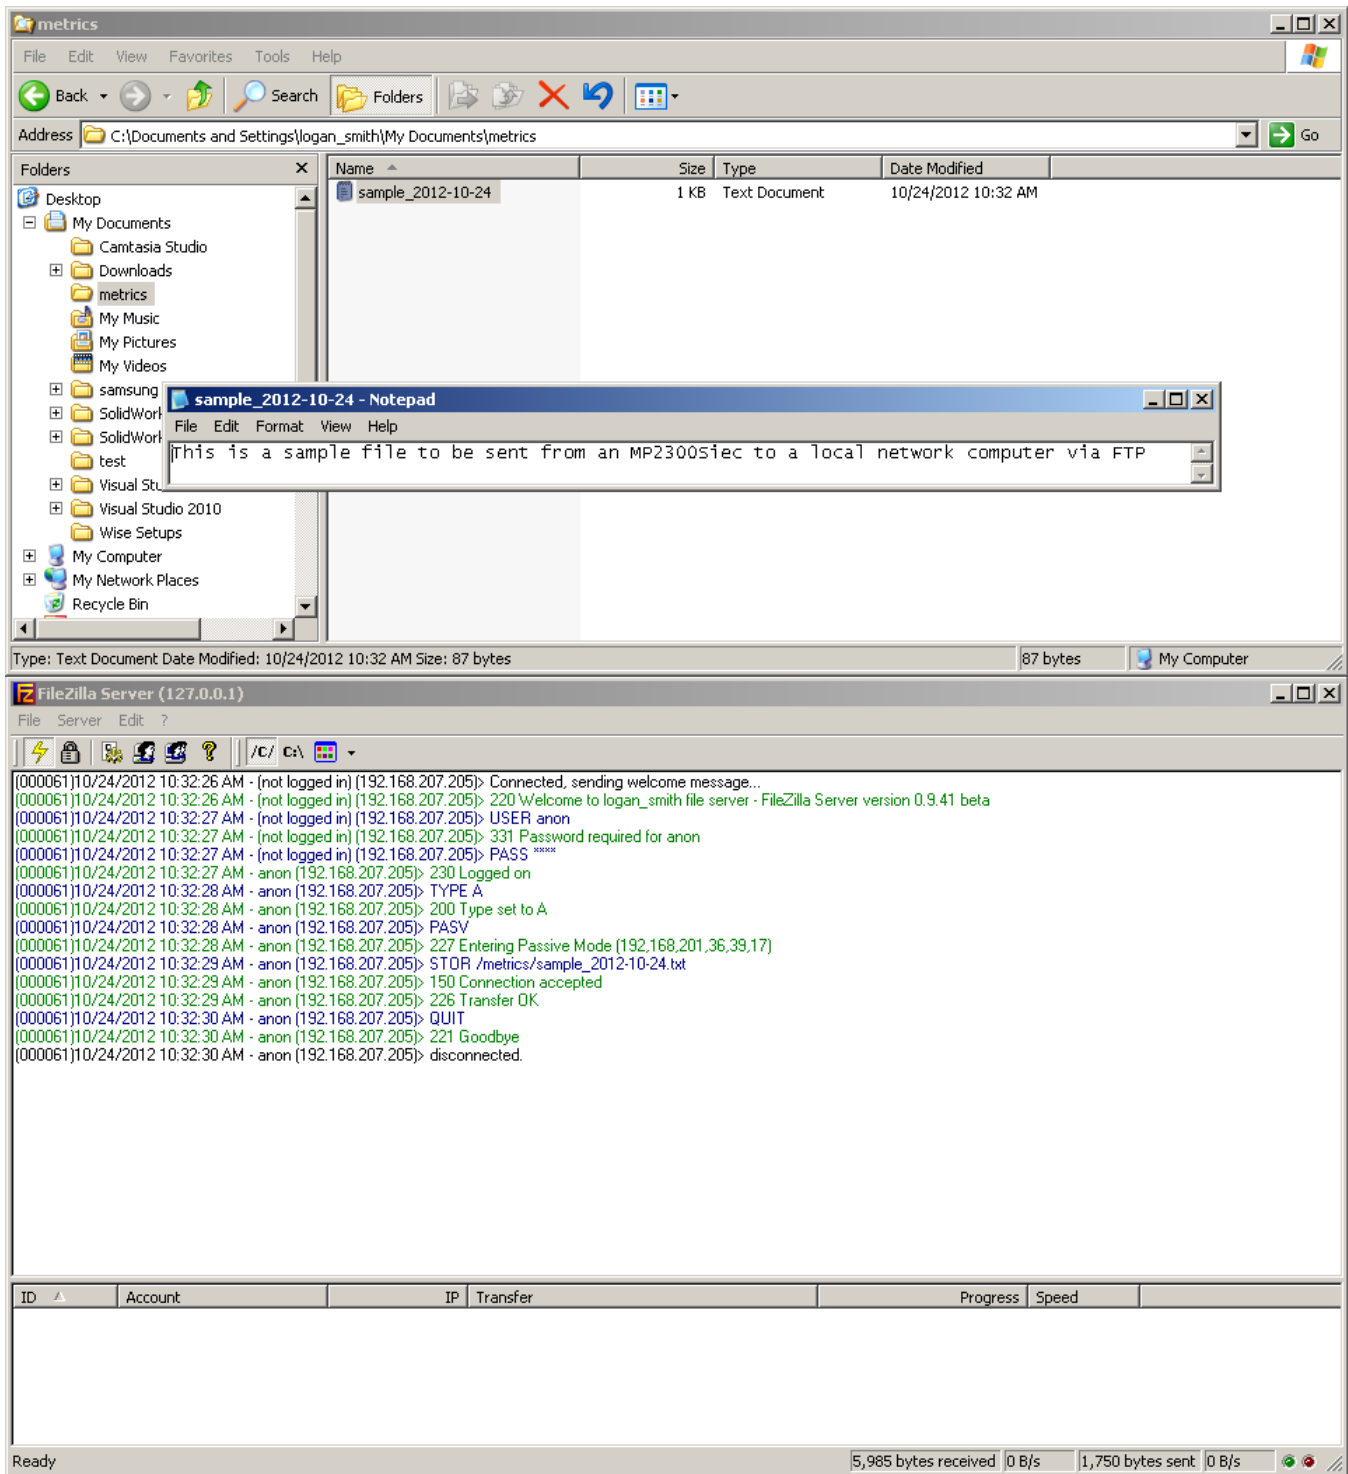 metrics
File Edit View Favorites Tools Help
Back Search Folders
Address C:\Documents and Settings\logan_smith\My Documents\metrics Go
Folders
Name Size Type Date Modified
sample_2012-10-24 1 KB Text Document 10/24/2012 10:32 AM
Desktop
My Documents
Camtasia Studio
Downloads
metrics
My Music
My Pictures
My Videos
samsung
SolidWor
SolidWor
test
Visual Stu
Visual Studio 2010
Wise Setups
My Computer
My Network Places
Recycle Bin
sample_2012-10-24 - Notepad
File Edit Format View Help
This is a sample file to be sent from an MP2300Siec to a local network computer via FTP
Type: Text Document Date Modified: 10/24/2012 10:32 AM Size: 87 bytes 87 bytes My Computer
FileZilla Server (127.0.0.1)
File Server Edit ?
/C/ C:\
(000061)10/24/2012 10:32:26 AM - (not logged in) (192.168.207.205)> Connected, sending welcome message...
(000061)10/24/2012 10:32:26 AM - (not logged in) (192.168.207.205)> 220 Welcome to logan_smith file server - FileZilla Server version 0.9.41 beta
(000061)10/24/2012 10:32:27 AM - (not logged in) (192.168.207.205)> USER anon
(000061)10/24/2012 10:32:27 AM - (not logged in) (192.168.207.205)> 331 Password required for anon
(000061)10/24/2012 10:32:27 AM - (not logged in) (192.168.207.205)> PASS ****
(000061)10/24/2012 10:32:27 AM - anon (192.168.207.205)> 230 Logged on
(000061)10/24/2012 10:32:28 AM - anon (192.168.207.205)> TYPE A
(000061)10/24/2012 10:32:28 AM - anon (192.168.207.205)> 200 Type set to A
(000061)10/24/2012 10:32:28 AM - anon (192.168.207.205)> PASV
(000061)10/24/2012 10:32:28 AM - anon (192.168.207.205)> 227 Entering Passive Mode (192,168,201,36,39,17)
(000061)10/24/2012 10:32:29 AM - anon (192.168.207.205)> STOR /metrics/sample_2012-10-24.txt
(000061)10/24/2012 10:32:29 AM - anon (192.168.207.205)> 150 Connection accepted
(000061)10/24/2012 10:32:29 AM - anon (192.168.207.205)> 226 Transfer OK
(000061)10/24/2012 10:32:30 AM - anon (192.168.207.205)> QUIT
(000061)10/24/2012 10:32:30 AM - anon (192.168.207.205)> 221 Goodbye
(000061)10/24/2012 10:32:30 AM - anon (192.168.207.205)> disconnected.
ID Account IP Transfer Progress Speed
Ready 5,985 bytes received 0 B/s 1,750 bytes sent 0 B/s